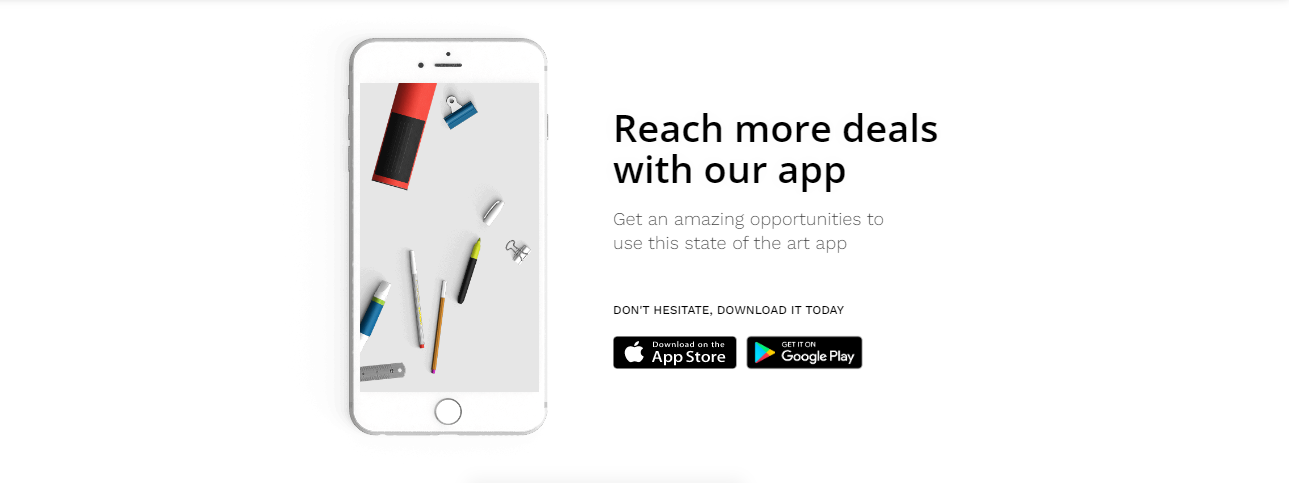 Reach more deals
with our app
Get an amazing opportunities to
use this state of the art app
DON'T HESITATE, DOWNLOAD IT TODAY
Download on the
App Store
GET IT ON
Google Play